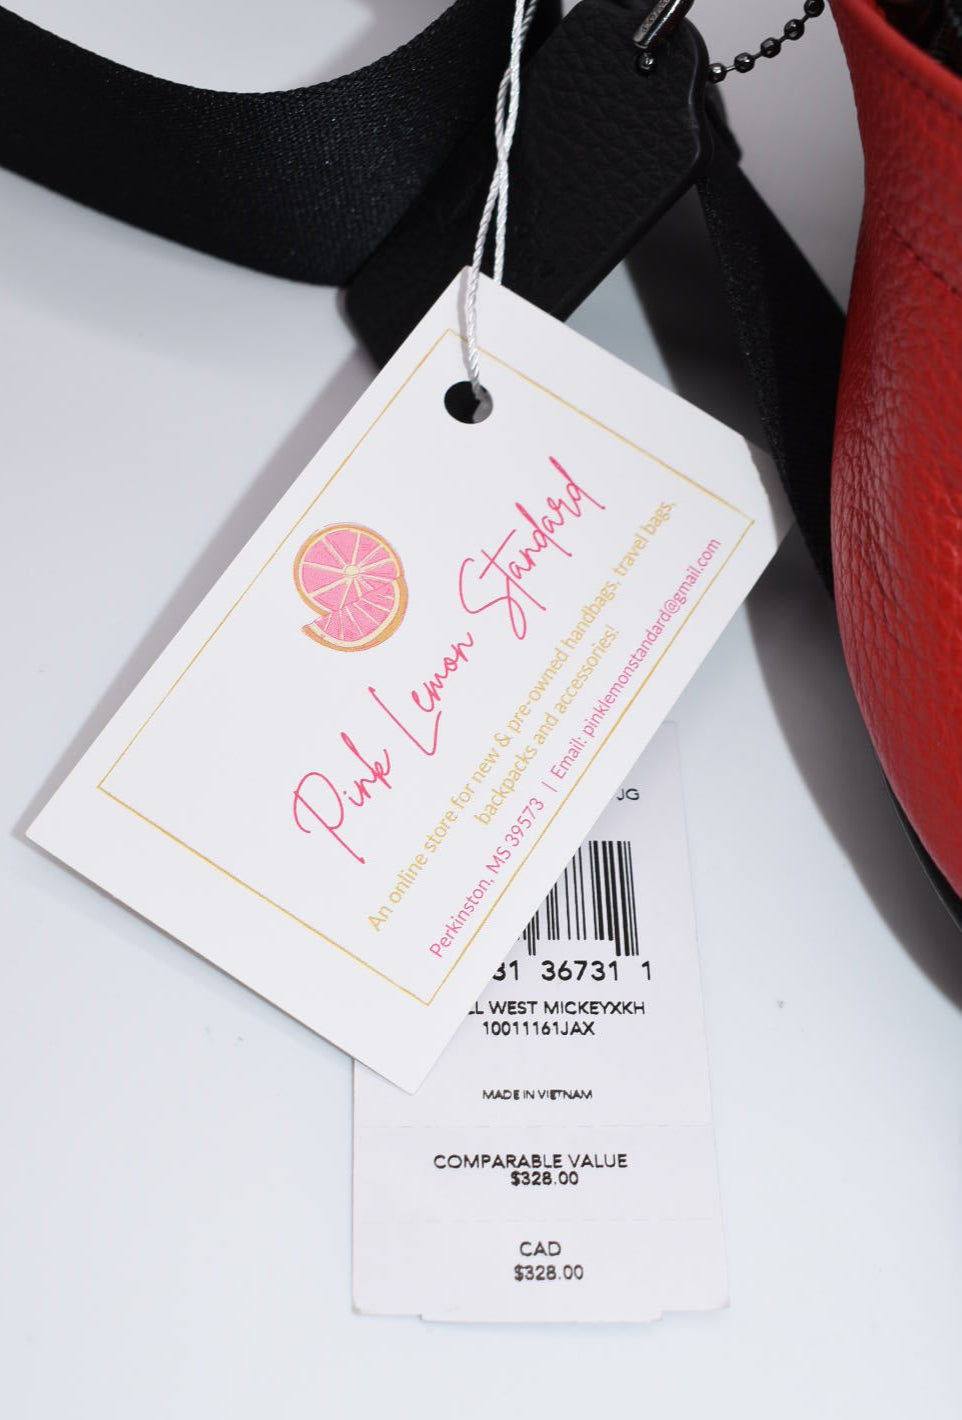 Pink Lemon Standard
An online store for new & pre-owned handbags, travel bags,
backpacks and accessories!
Perkinston, MS 39573 | Email: pinklemonstandard@gmail.com
JG
31 36731 1
LL WEST MICKEYXKH
10011161JAX
MADE IN VIETNAM
COMPARABLE VALUE
$328.00
CAD
$328.00